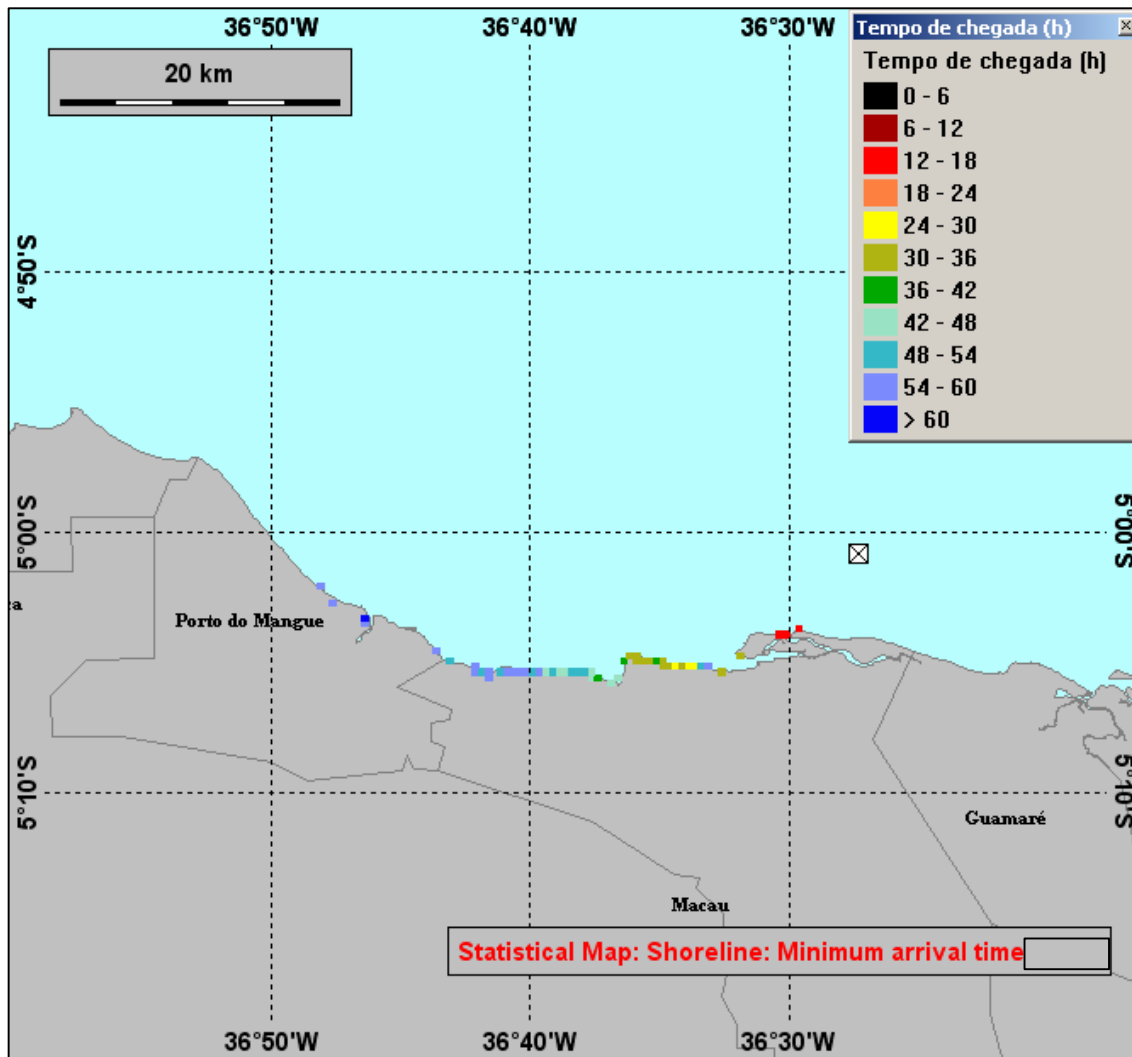 36°50'W 36°40'W 36°30'W
Tempo de chegada (h)
20 km
Tempo de chegada (h)
0 - 6
6 - 12
12 - 18
18 - 24
24 - 30
30 - 36
36 - 42
42 - 48
48 - 54
54 - 60
> 60
4°50'S
5°00'S
5°00'S
Porto do Mangue
5°10'S
5°10'S
Guamaré
Macau
Statistical Map: Shoreline: Minimum arrival time
36°50'W 36°40'W 36°30'W